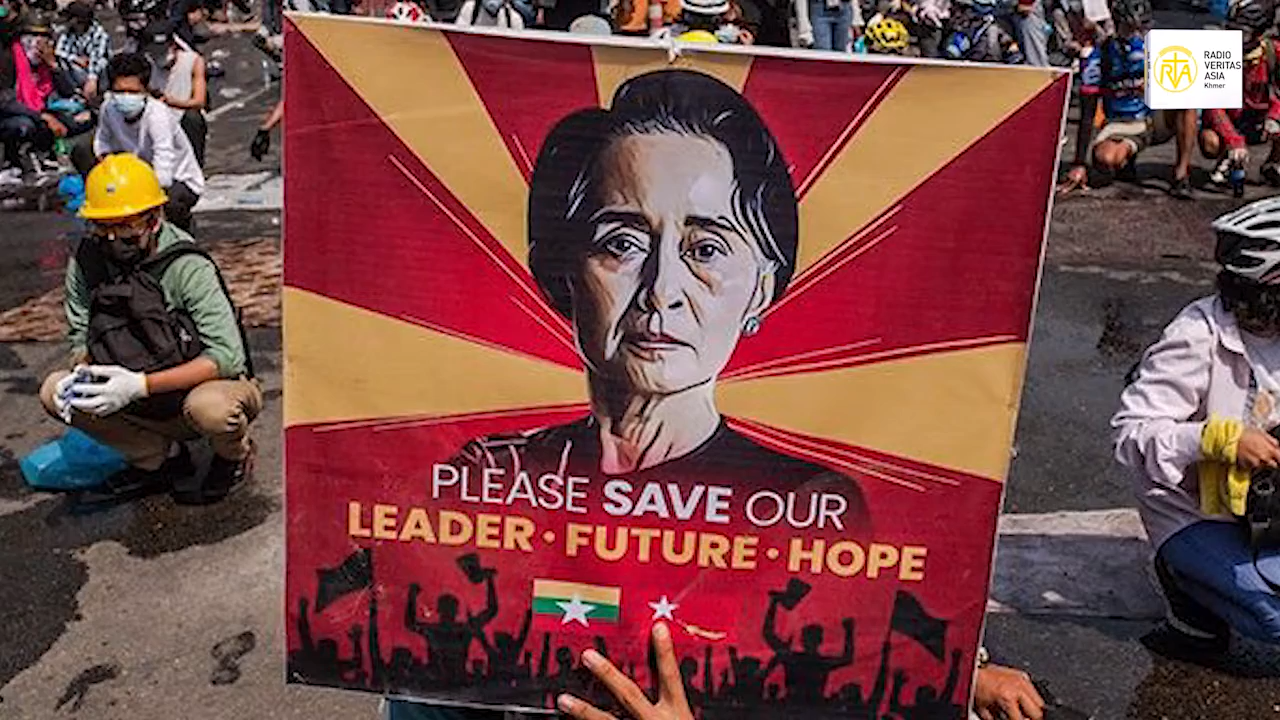 RADIO
VERITAS
ASIA
Khmer
PLEASE SAVE OUR
LEADER · FUTURE · HOPE